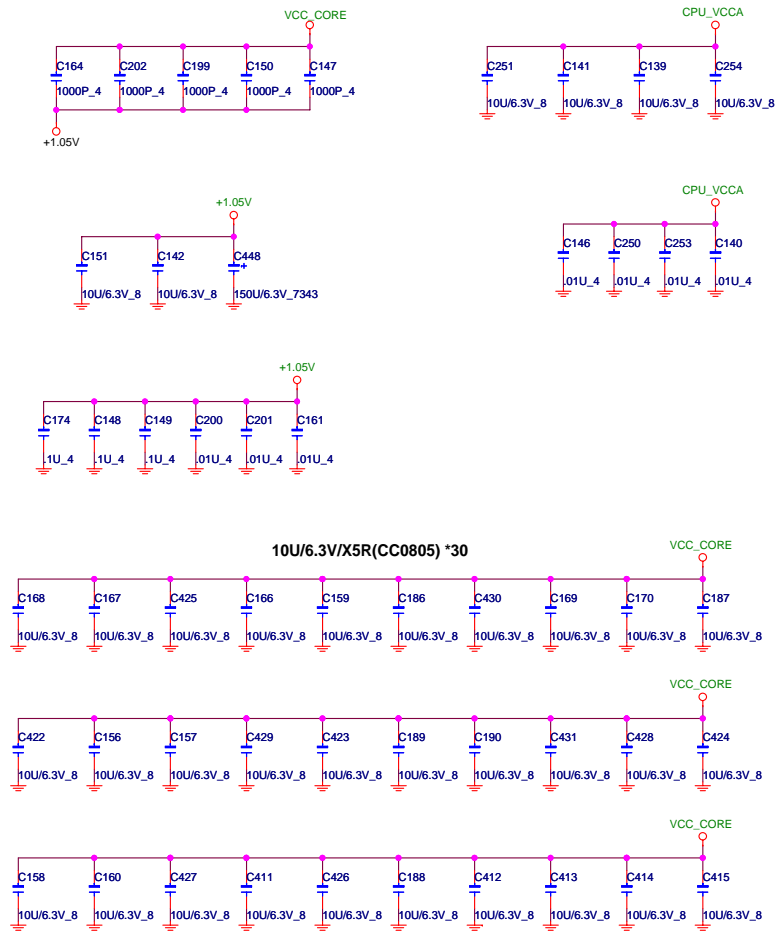 VCC_CORE
CPU_VCCA
C164 C202 C199 C150 C147
1000P_4 1000P_4 1000P_4 1000P_4 1000P_4
+1.05V
C251 C141 C139 C254
10U/6.3V_8 10U/6.3V_8 10U/6.3V_8 10U/6.3V_8
+1.05V
C151 C142 C448
+
10U/6.3V_8 10U/6.3V_8 150U/6.3V_7343
CPU_VCCA
C146 C250 C253 C140
.01U_4 .01U_4 .01U_4 .01U_4
+1.05V
C174 C148 C149 C200 C201 C161
.1U_4 .1U_4 .1U_4 .01U_4 .01U_4 .01U_4
10U/6.3V/X5R(CC0805) *30
VCC_CORE
C168 C167 C425 C166 C159 C186 C430 C169 C170 C187
10U/6.3V_8 10U/6.3V_8 10U/6.3V_8 10U/6.3V_8 10U/6.3V_8 10U/6.3V_8 10U/6.3V_8 10U/6.3V_8 10U/6.3V_8 10U/6.3V_8
VCC_CORE
C422 C156 C157 C429 C423 C189 C190 C431 C428 C424
10U/6.3V_8 10U/6.3V_8 10U/6.3V_8 10U/6.3V_8 10U/6.3V_8 10U/6.3V_8 10U/6.3V_8 10U/6.3V_8 10U/6.3V_8 10U/6.3V_8
VCC_CORE
C158 C160 C427 C411 C426 C188 C412 C413 C414 C415
10U/6.3V_8 10U/6.3V_8 10U/6.3V_8 10U/6.3V_8 10U/6.3V_8 10U/6.3V_8 10U/6.3V_8 10U/6.3V_8 10U/6.3V_8 10U/6.3V_8